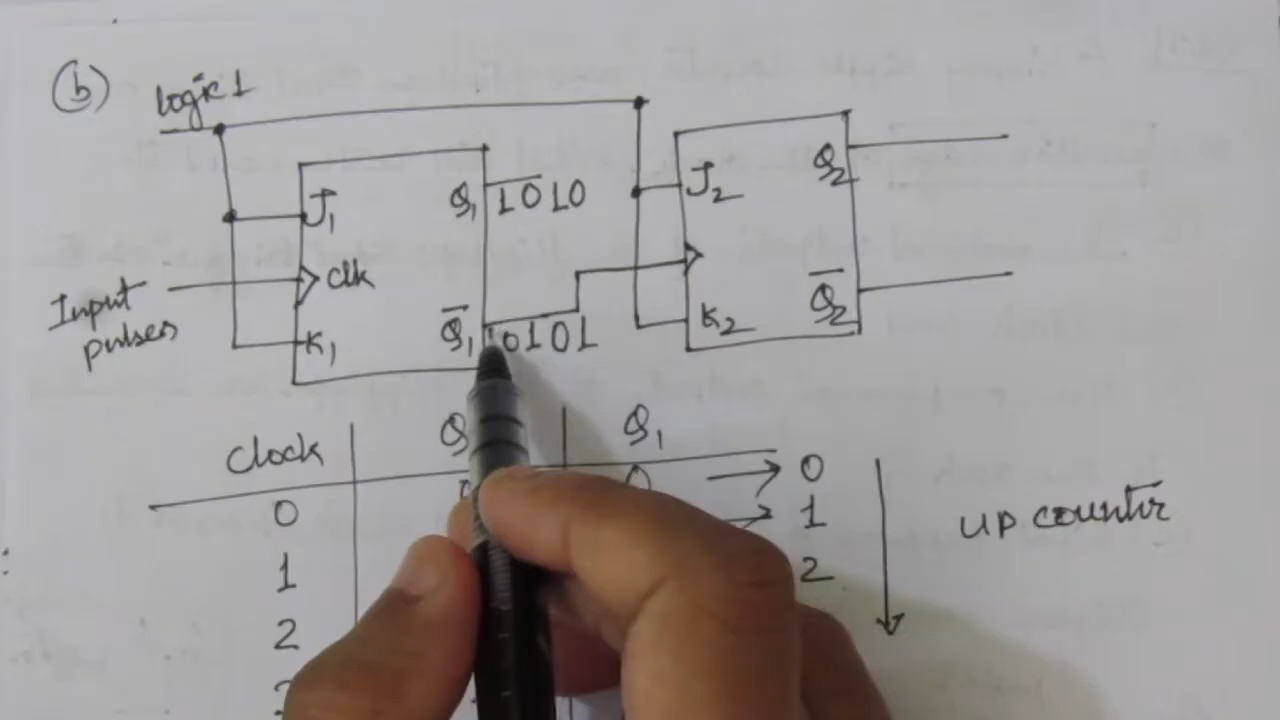 (b) logic 1
J₁ Q₁ 1010 J₂ Q₂
Input pulses clk
K₁ Q̅₁ 0101 K₂ Q̅₂
clock Q₁
0 0 → 0
1 → 1 up counter
2 2